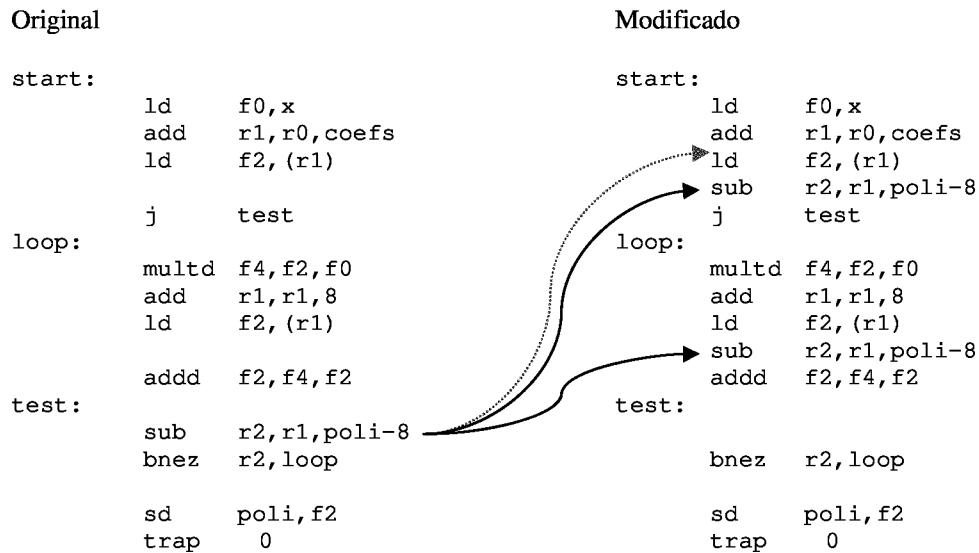 Original
start:
ld f0,x
add r1,r0,coefs
ld f2,(r1)
j test
loop:
multd f4,f2,f0
add r1,r1,8
ld f2,(r1)
addd f2,f4,f2
test:
sub r2,r1,poli-8
bnez r2,loop
sd poli,f2
trap 0
Modificado
start:
ld f0,x
add r1,r0,coefs
ld f2,(r1)
sub r2,r1,poli-8
j test
loop:
multd f4,f2,f0
add r1,r1,8
ld f2,(r1)
sub r2,r1,poli-8
addd f2,f4,f2
test:
bnez r2,loop
sd poli,f2
trap 0